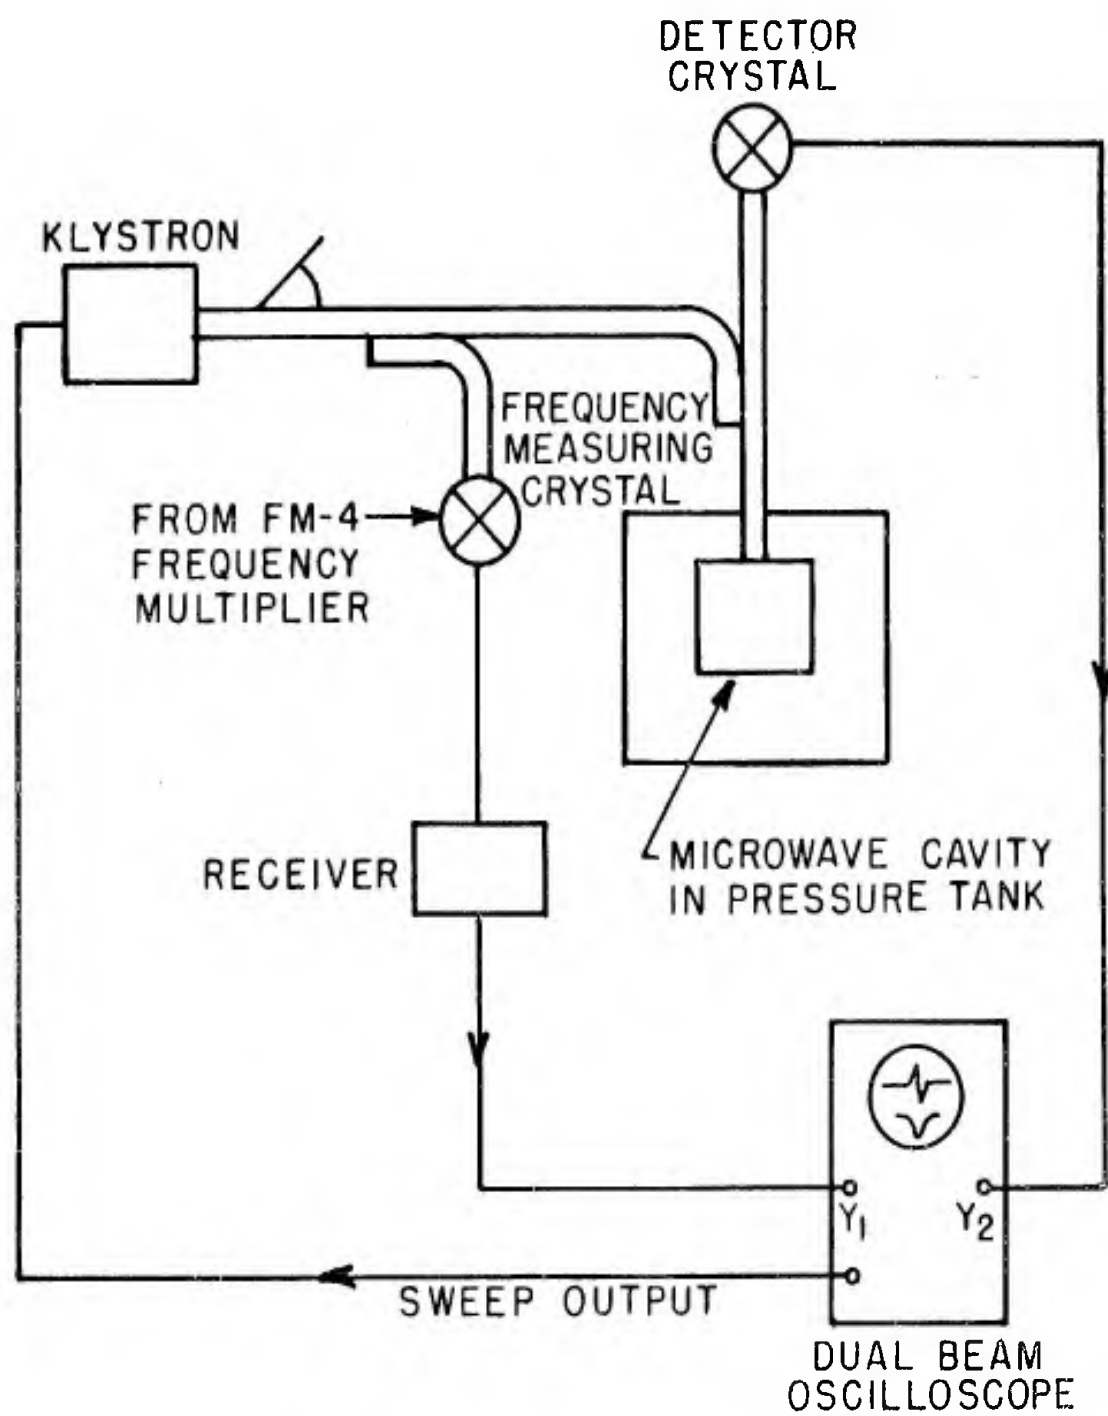 DETECTOR
CRYSTAL
KLYSTRON
FREQUENCY
MEASURING
CRYSTAL
FROM FM-4
FREQUENCY
MULTIPLIER
RECEIVER
MICROWAVE CAVITY
IN PRESSURE TANK
Y1
Y2
SWEEP OUTPUT
DUAL BEAM
OSCILLOSCOPE